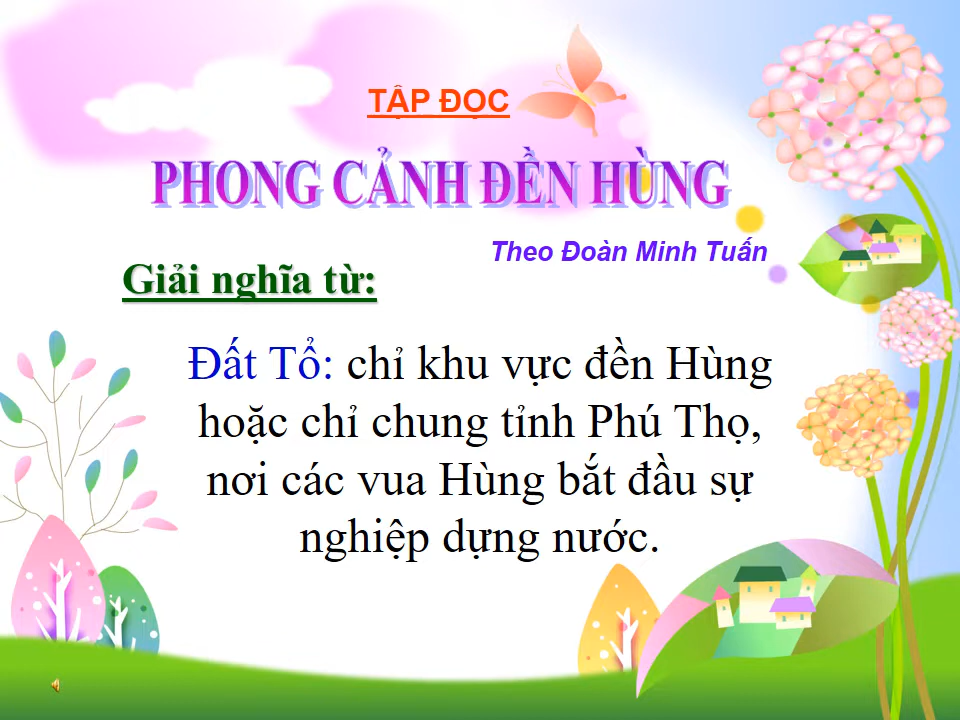 TẬP ĐỌC
PHONG CẢNH ĐỀN HÙNG
Theo Đoàn Minh Tuấn
Giải nghĩa từ:
Đất Tổ: chỉ khu vực đền Hùng
hoặc chỉ chung tỉnh Phú Thọ,
nơi các vua Hùng bắt đầu sự
nghiệp dựng nước.